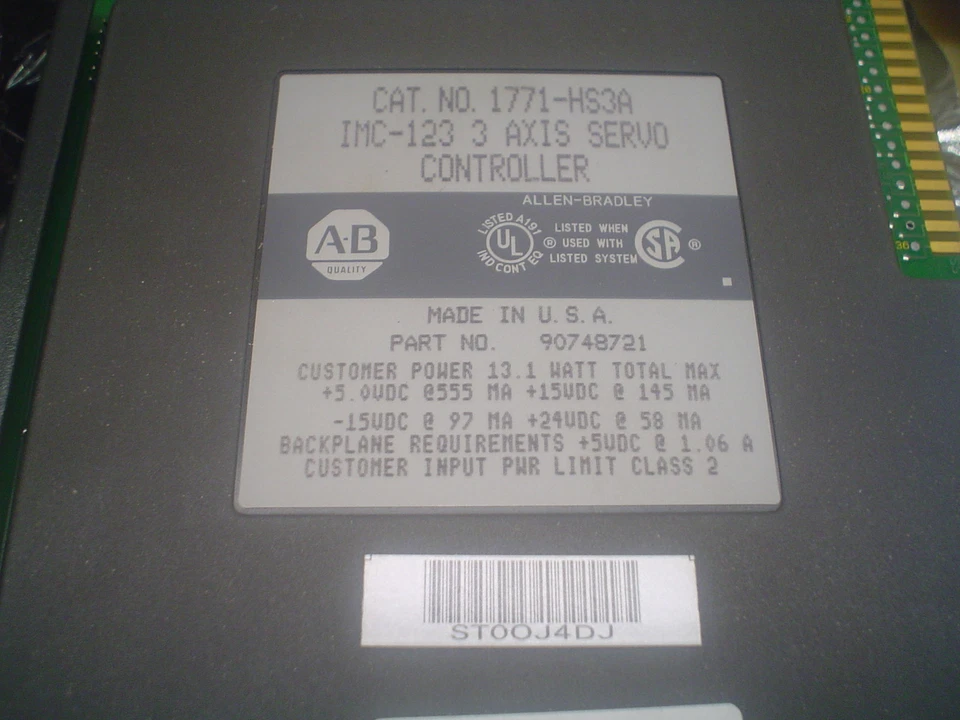 CAT. NO. 1771-HS3A
IMC-123 3 AXIS SERVO
CONTROLLER
ALLEN-BRADLEY
A-B
QUALITY
LISTED A191
UL
IND CONT EQ
®
LISTED WHEN
USED WITH
LISTED SYSTEM
SA
®
MADE IN U.S.A.
PART NO. 90748721
CUSTOMER POWER 13.1 WATT TOTAL MAX
+5.0VDC @555 MA +15VDC @ 145 MA
-15VDC @ 97 MA +24VDC @ 58 MA
BACKPLANE REQUIREMENTS +5VDC @ 1.06 A
CUSTOMER INPUT PWR LIMIT CLASS 2
ST00J4DJ
36